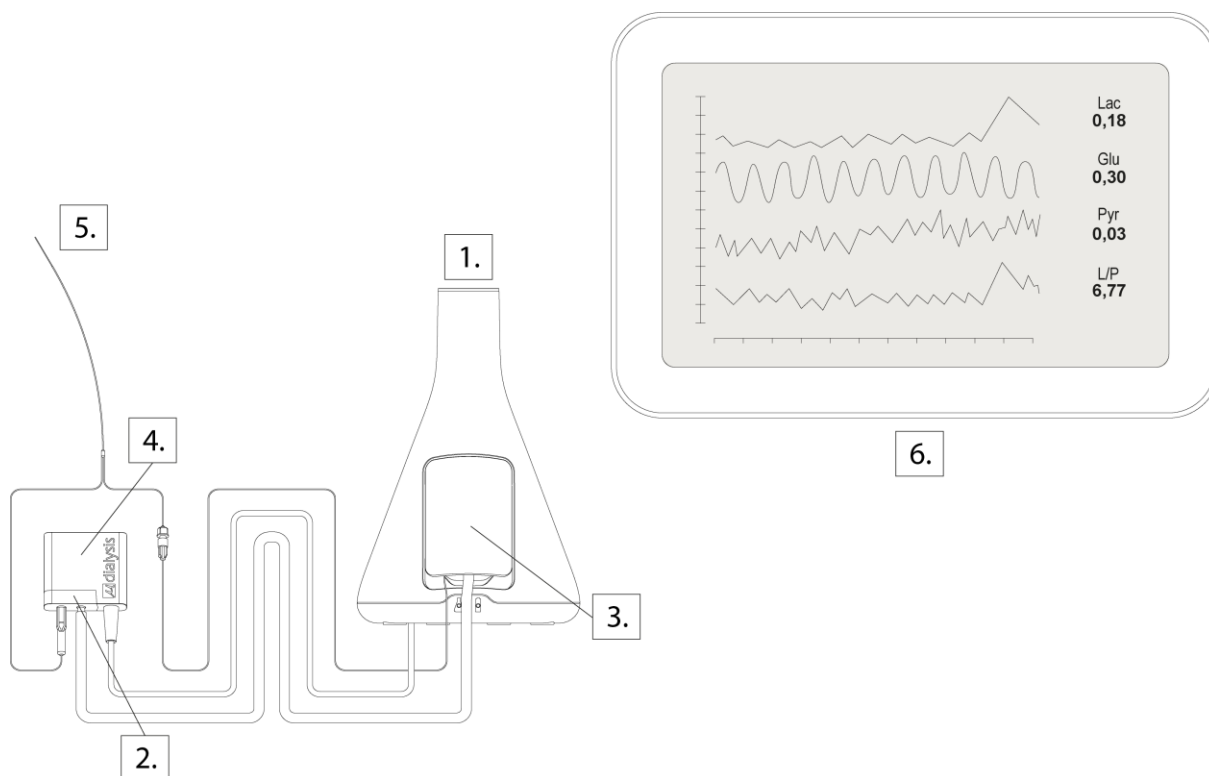 Lac
0,18
Glu
0,30
Pyr
0,03
L/P
6,77
5.
1.
4.
6.
dialysis
3.
2.